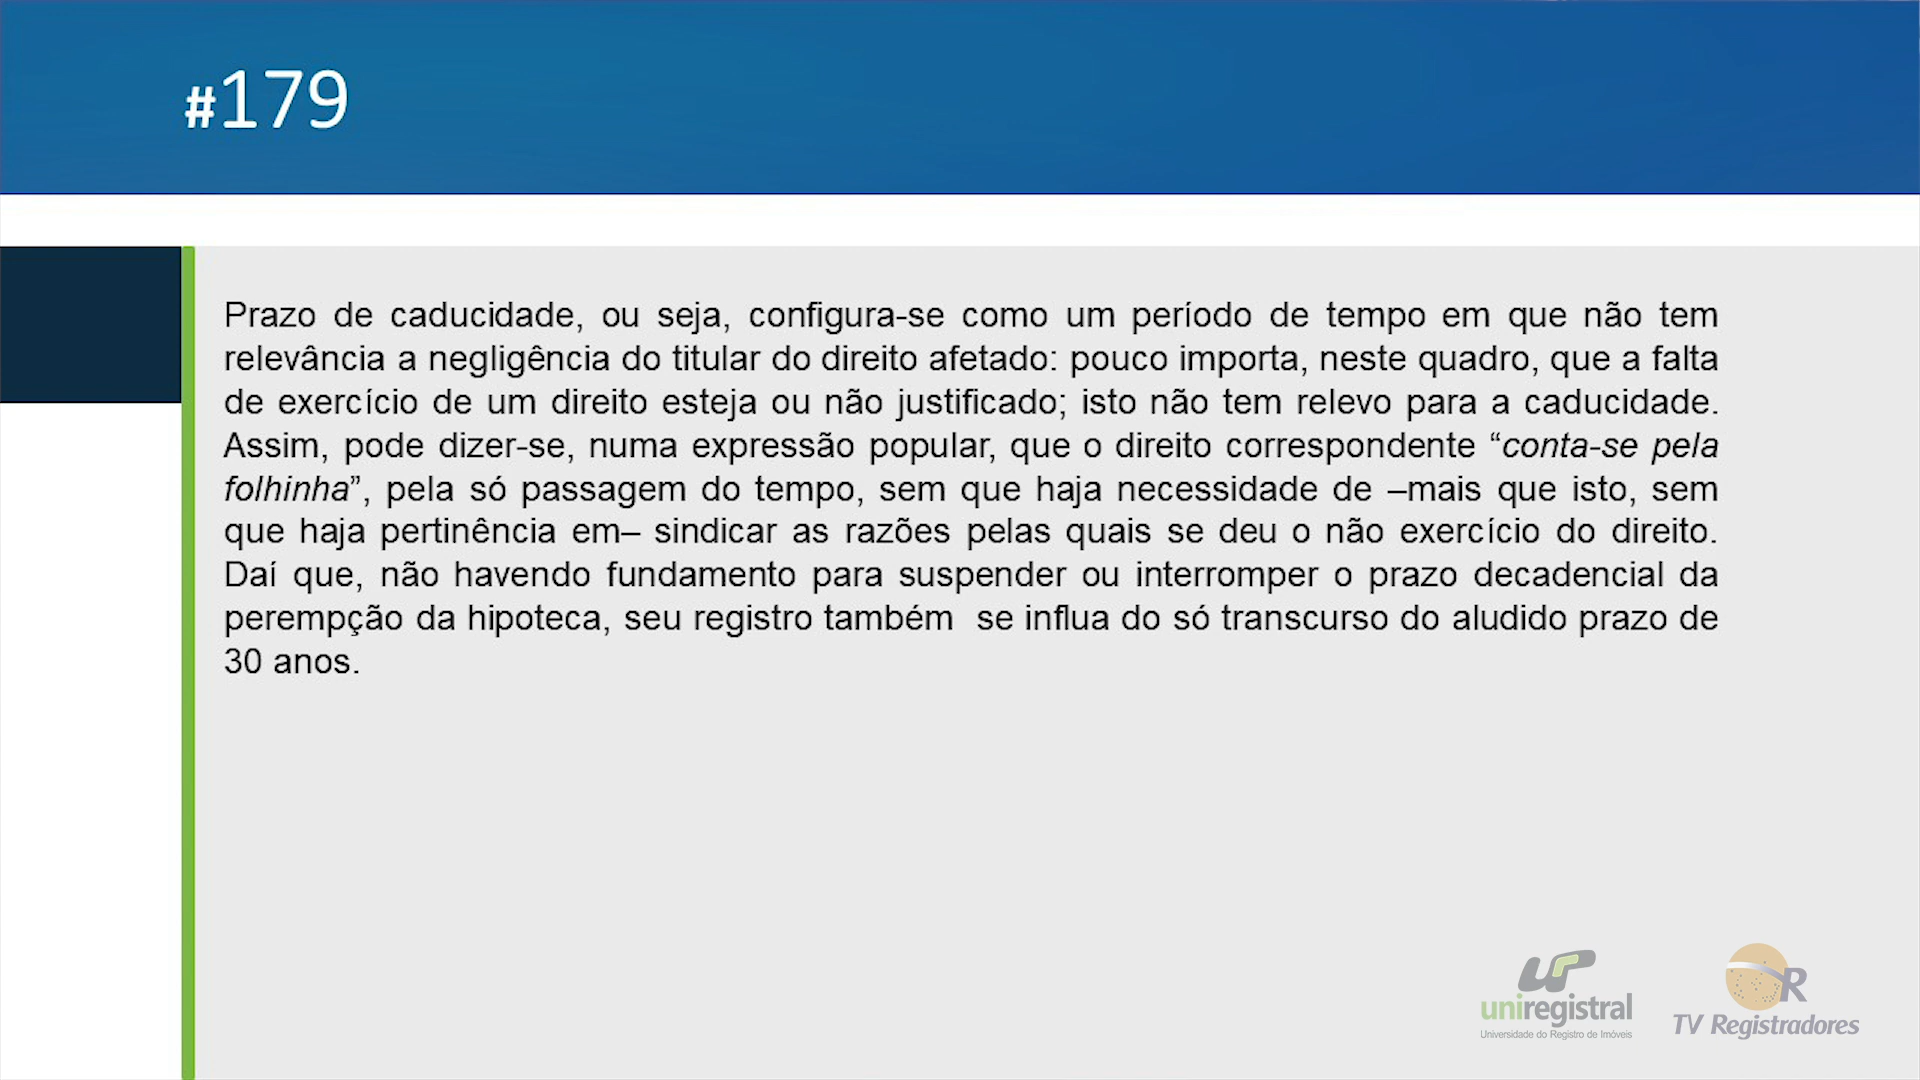 #179
Prazo de caducidade, ou seja, configura-se como um período de tempo em que não tem
relevância a negligência do titular do direito afetado: pouco importa, neste quadro, que a falta
de exercício de um direito esteja ou não justificado; isto não tem relevo para a caducidade.
Assim, pode dizer-se, numa expressão popular, que o direito correspondente “conta-se pela
folhinha”, pela só passagem do tempo, sem que haja necessidade de –mais que isto, sem
que haja pertinência em– sindicar as razões pelas quais se deu o não exercício do direito.
Daí que, não havendo fundamento para suspender ou interromper o prazo decadencial da
perempção da hipoteca, seu registro também  se influa do só transcurso do aludido prazo de
30 anos.
uniregistral
Universidade do Registro de Imóveis
R
TV Registradores